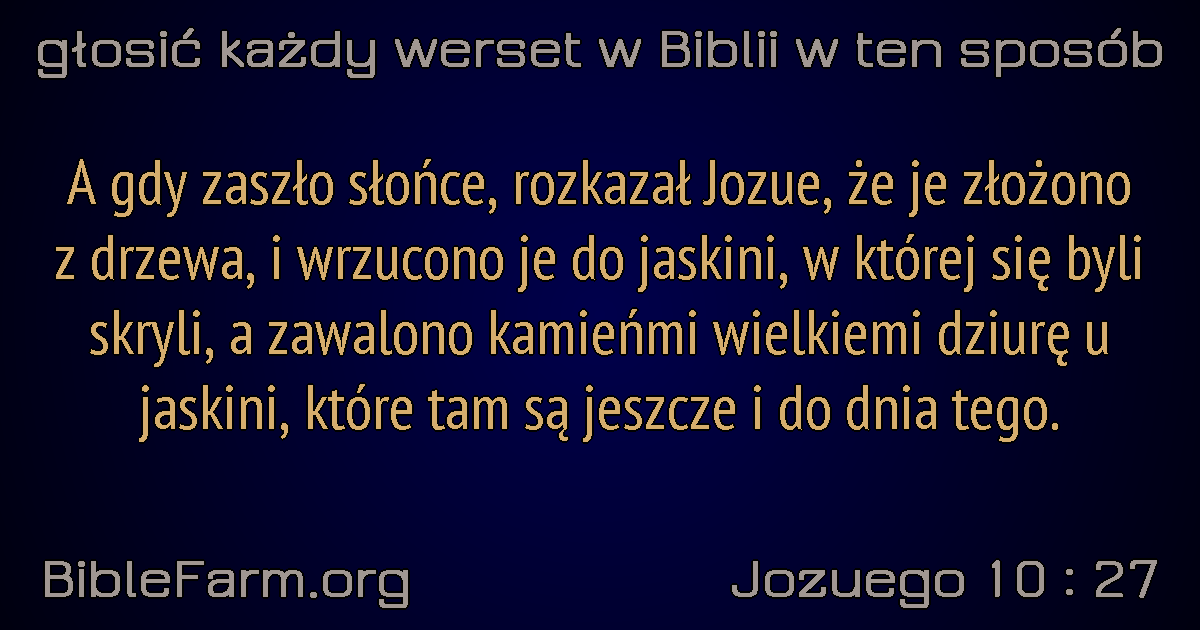 głosić każdy werset w Biblii w ten sposób
A gdy zaszło słońce, rozkazał Jozue, że je złożono
z drzewa, i wrzucono je do jaskini, w której się byli
skryli, a zawalono kamieńmi wielkiemi dziurę u
jaskini, które tam są jeszcze i do dnia tego.
BibleFarm.org
Jozuego 10 : 27